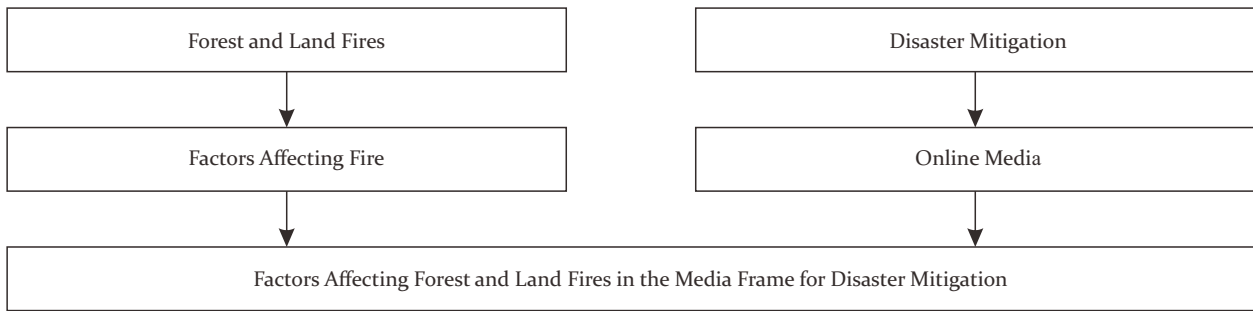 Forest and Land Fires
Disaster Mitigation
Factors Affecting Fire
Online Media
Factors Affecting Forest and Land Fires in the Media Frame for Disaster Mitigation